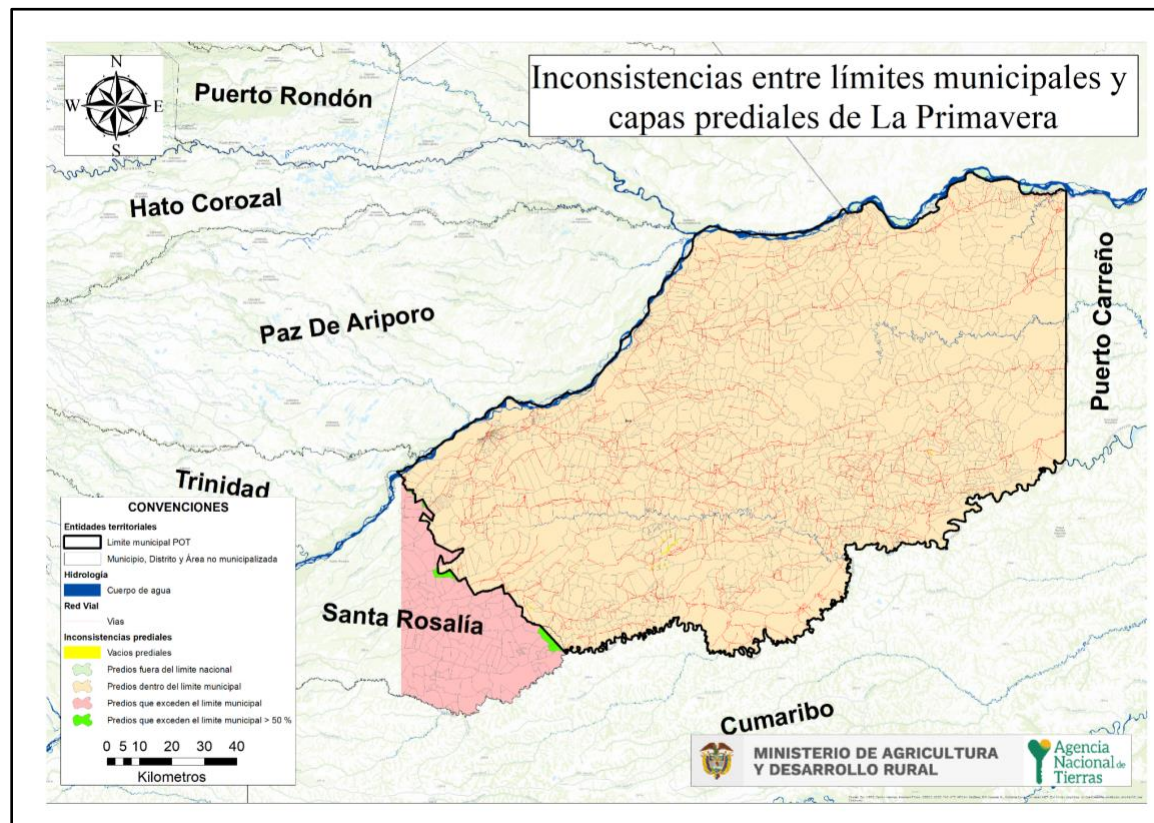 Inconsistencias entre límites municipales y
capas prediales de La Primavera
N
W
E
S
Puerto Rondón
Hato Corozal
Paz De Ariporo
Puerto Carreño
Trinidad
Santa Rosalía
Cumaribo
CONVENCIONES
Entidades territoriales
Limite municipal POT
Municipio, Distrito y Área no municipalizada
Hidrologia
Cuerpo de agua
Red Vial
Vias
Inconsistencias prediales
Vacios prediales
Predios fuera del limite nacional
Predios dentro del limite municipal
Predios que exceden el limite municipal
Predios que exceden el limite municipal > 50 %
0 5 10 20 30 40
Kilometros
MINISTERIO DE AGRICULTURA
Y DESARROLLO RURAL
Agencia
Nacional de
Tierras